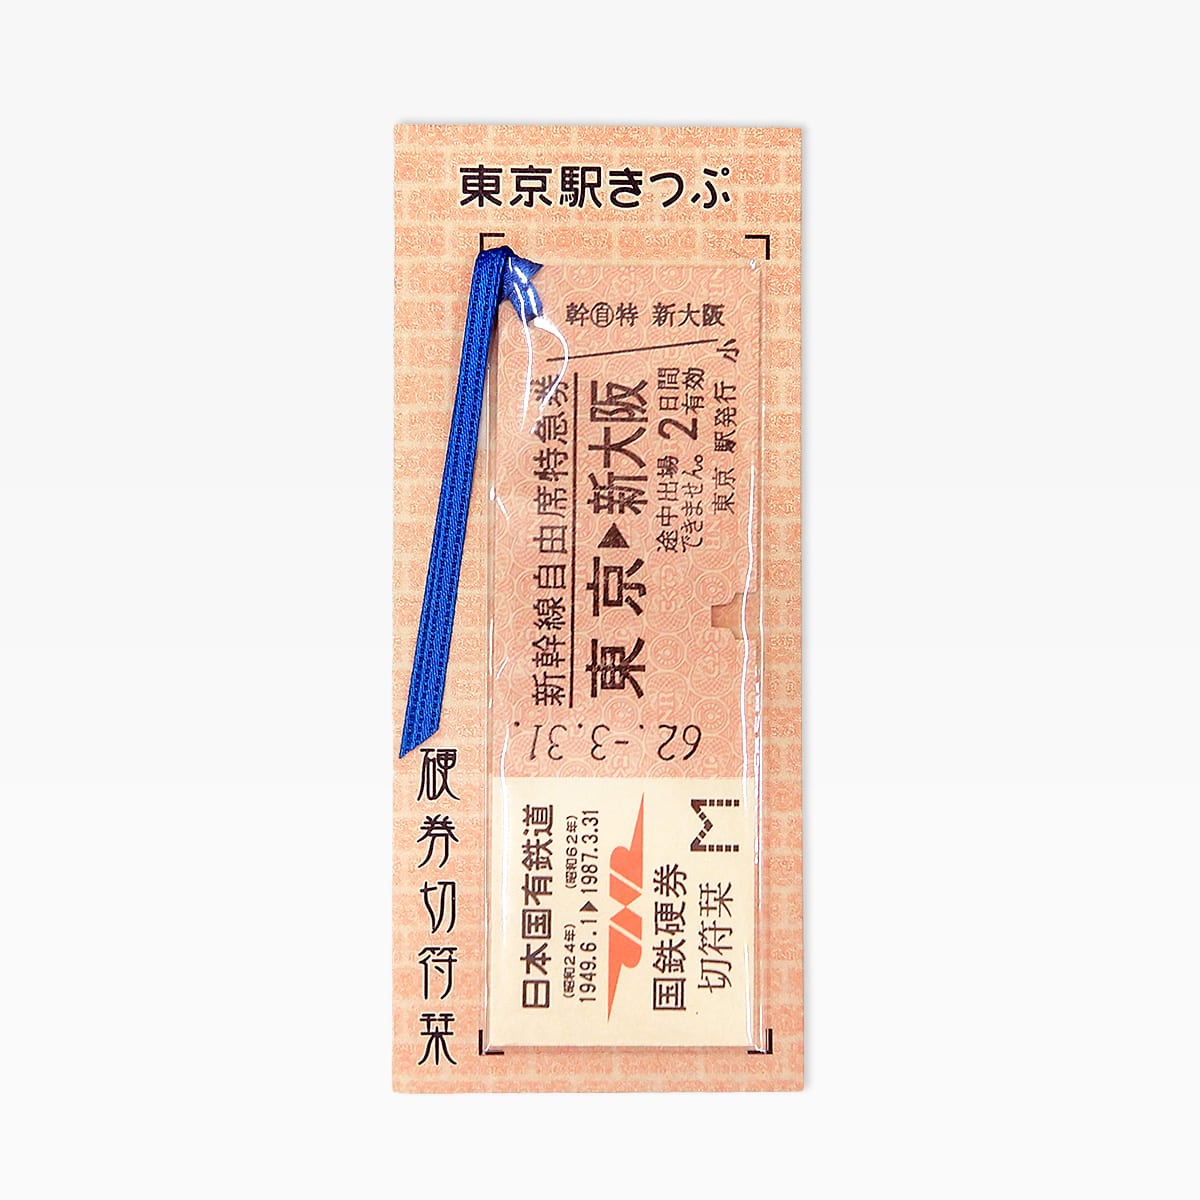 東京駅きっぷ
幹㊂特 新大阪
小
新幹線自由席特急券
東京▶新大阪
途中出場
できません。
2日間
有効
東京 駅発行
62.-3.31.
日本国有鉄道
(昭和24年) (昭和62年)
1949.6.1▶1987.3.31
JNR
国鉄硬券
切符栞
M
硬券切符栞